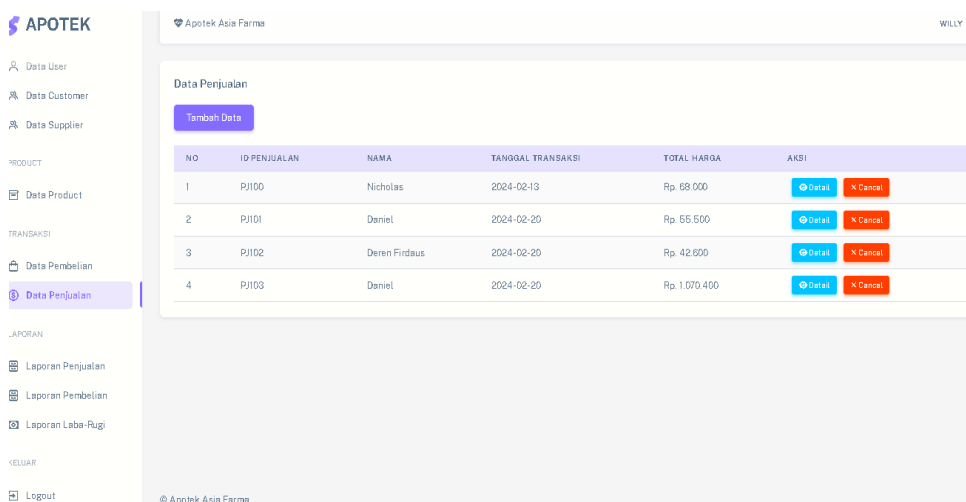 APOTEK
Data User
Data Customer
Data Supplier
PRODUCT
Data Product
TRANSAKSI
Data Pembelian
Data Penjualan
LAPORAN
Laporan Penjualan
Laporan Pembelian
Laporan Laba-Rugi
KELUAR
Logout
Apotek Asia Farma WILLY
Data Penjualan
Tambah Data
NO ID PENJUALAN NAMA TANGGAL TRANSAKSI TOTAL HARGA AKSI
1 PJ100 Nicholas 2024-02-13 Rp. 68.000 Detail Cancel
2 PJ101 Daniel 2024-02-20 Rp. 55.500 Detail Cancel
3 PJ102 Deren Firdaus 2024-02-20 Rp. 42.600 Detail Cancel
4 PJ103 Daniel 2024-02-20 Rp. 1.070.400 Detail Cancel
© Apotek Asia Farma